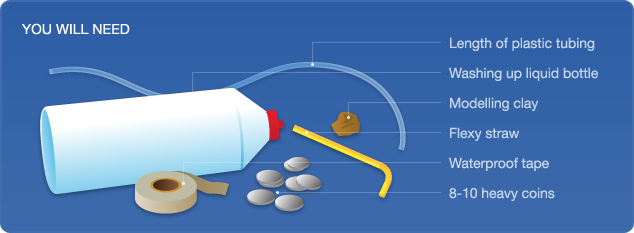 YOU WILL NEED
Length of plastic tubing
Washing up liquid bottle
Modelling clay
Flexy straw
Waterproof tape
8-10 heavy coins